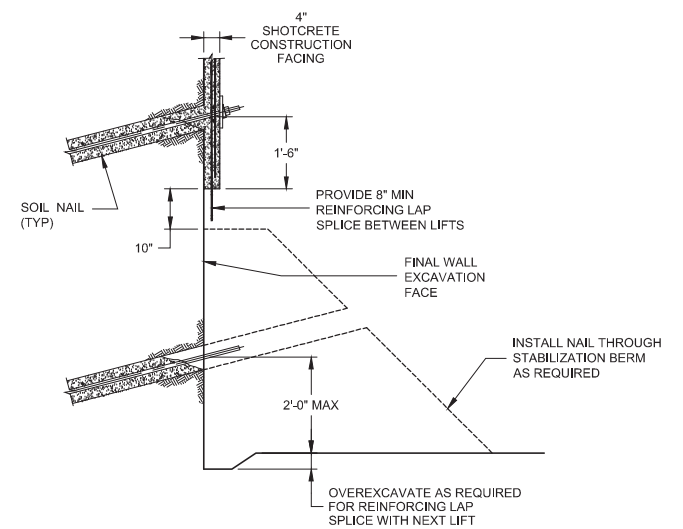 4"
SHOTCRETE
CONSTRUCTION
FACING
1'-6"
SOIL NAIL
(TYP)
10"
PROVIDE 8" MIN
REINFORCING LAP
SPLICE BETWEEN LIFTS
FINAL WALL
EXCAVATION
FACE
INSTALL NAIL THROUGH
STABILIZATION BERM
AS REQUIRED
2'-0" MAX
OVEREXCAVATE AS REQUIRED
FOR REINFORCING LAP
SPLICE WITH NEXT LIFT